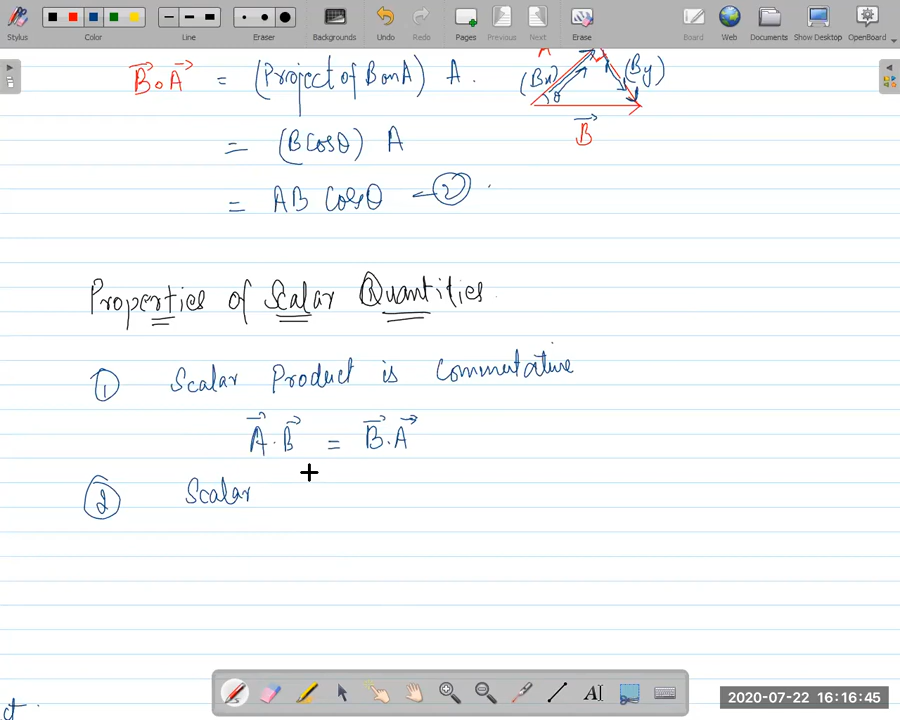 Stylus Color Line Eraser Backgrounds Undo Redo Pages Previous Next Erase Board Web Documents Show Desktop OpenBoard
B⃗ o A⃗ = (Project of B on A) A.
A
(Bx) (By)
θ
B⃗
= (B Cosθ) A
= AB Cosθ — ②
Properties of Scalar Quantities
① Scalar Product is Commutative
A⃗ . B⃗ = B⃗ . A⃗
② Scalar
2020-07-22 16:16:45
ct.